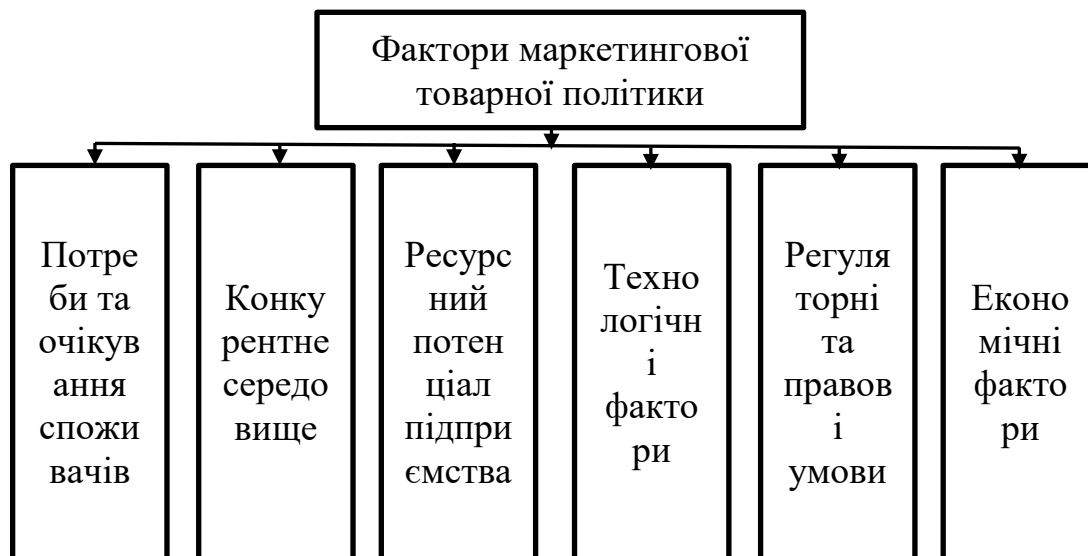 Фактори маркетингової
товарної політики
Потре
би та
очікув
ання
спожи
вачів
Конку
рентне
середо
вище
Ресурс
ний
потен
ціал
підпри
ємства
Техно
логічн
і
факто
ри
Регуля
торні
та
правов
і
умови
Еконо
мічні
факто
ри